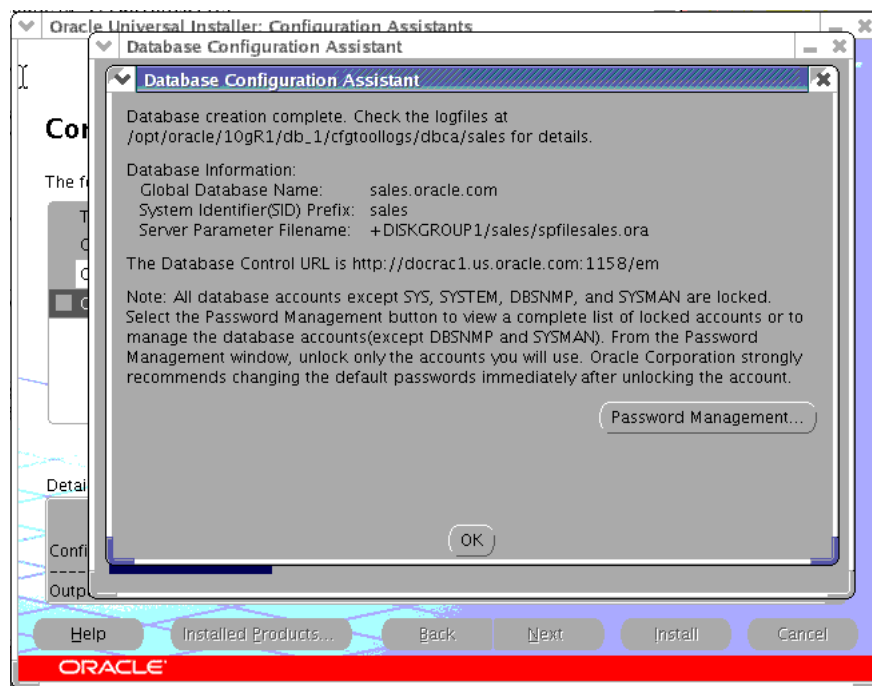 Oracle Universal Installer: Configuration Assistants
Database Configuration Assistant
Database Configuration Assistant
Database creation complete. Check the logfiles at
/opt/oracle/10gR1/db_1/cfgtoollogs/dbca/sales for details.
Database Information:
Global Database Name: sales.oracle.com
System Identifier(SID) Prefix: sales
Server Parameter Filename: +DISKGROUP1/sales/spfilesales.ora
The Database Control URL is http://docrac1.us.oracle.com:1158/em
Note: All database accounts except SYS, SYSTEM, DBSNMP, and SYSMAN are locked.
Select the Password Management button to view a complete list of locked accounts or to
manage the database accounts(except DBSNMP and SYSMAN). From the Password
Management window, unlock only the accounts you will use. Oracle Corporation strongly
recommends changing the default passwords immediately after unlocking the account.
Password Management...
OK
Con
The f
Detai
Confi
Outp
Help Installed Products... Back Next Install Cancel
ORACLE